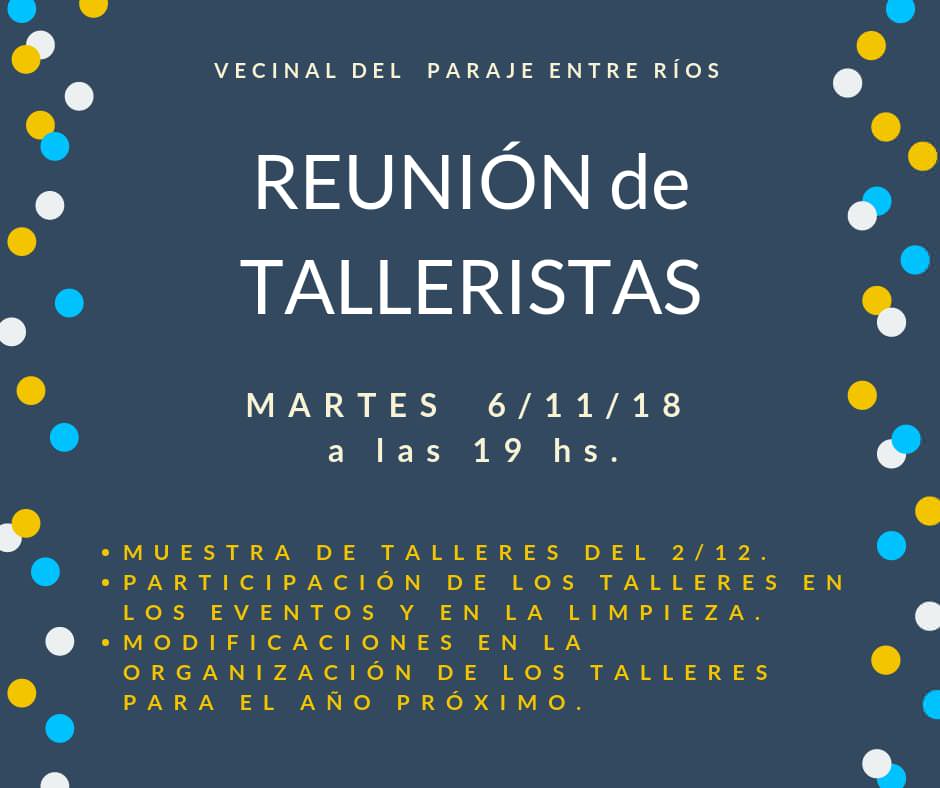 VECINAL DEL PARAJE ENTRE RÍOS
REUNIÓN de
TALLERISTAS
MARTES 6/11/18
a las 19 hs.
• MUESTRA DE TALLERES DEL 2/12.
• PARTICIPACIÓN DE LOS TALLERES EN
LOS EVENTOS Y EN LA LIMPIEZA.
• MODIFICACIONES EN LA
ORGANIZACIÓN DE LOS TALLERES
PARA EL AÑO PRÓXIMO.